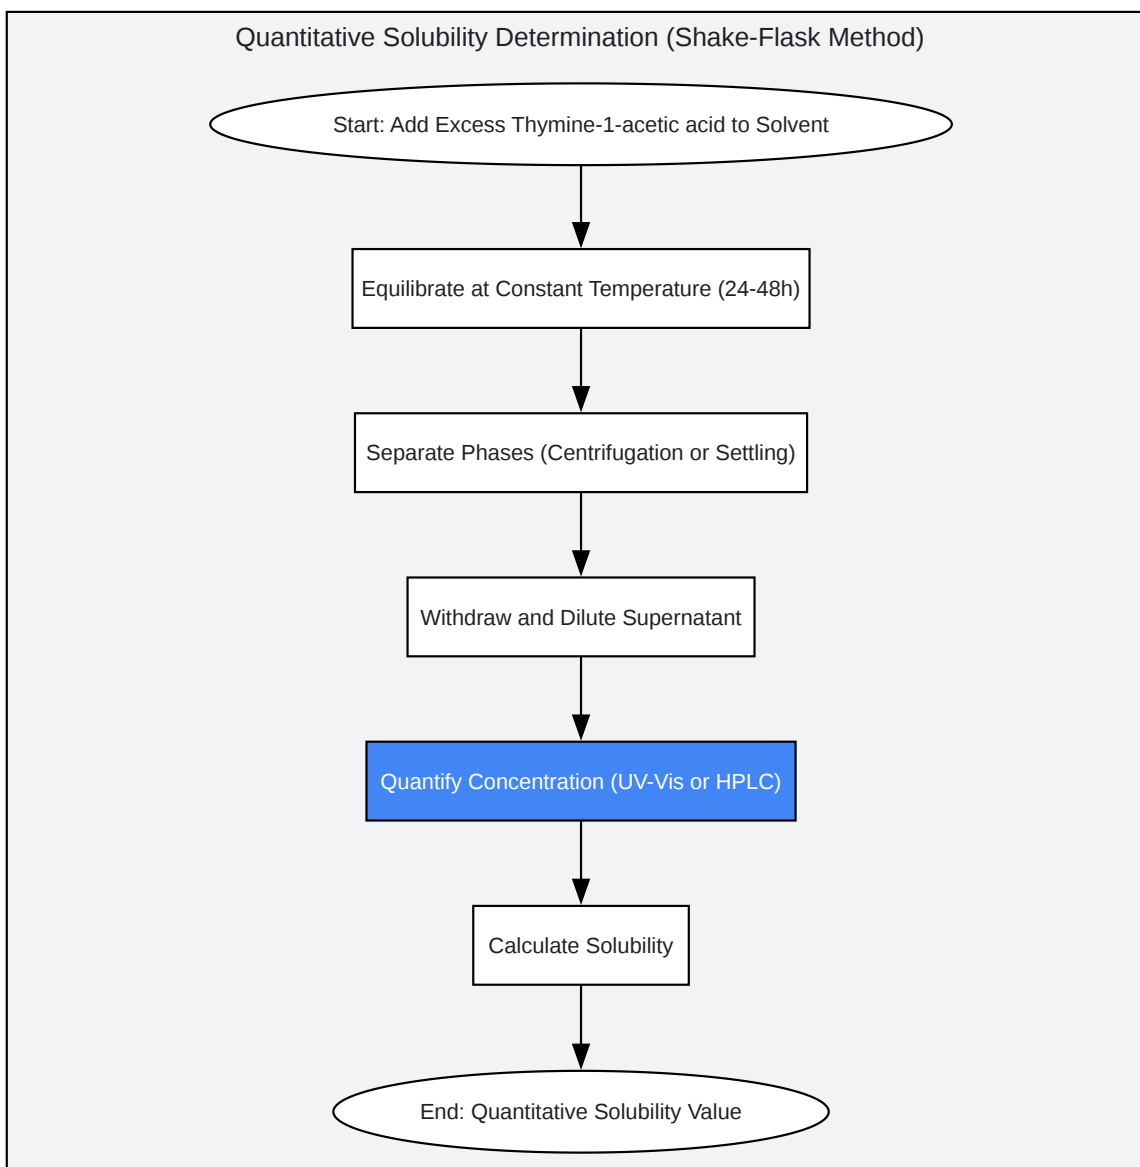 Quantitative Solubility Determination (Shake-Flask Method)
Start: Add Excess Thymine-1-acetic acid to Solvent
Equilibrate at Constant Temperature (24-48h)
Separate Phases (Centrifugation or Settling)
Withdraw and Dilute Supernatant
Quantify Concentration (UV-Vis or HPLC)
Calculate Solubility
End: Quantitative Solubility Value